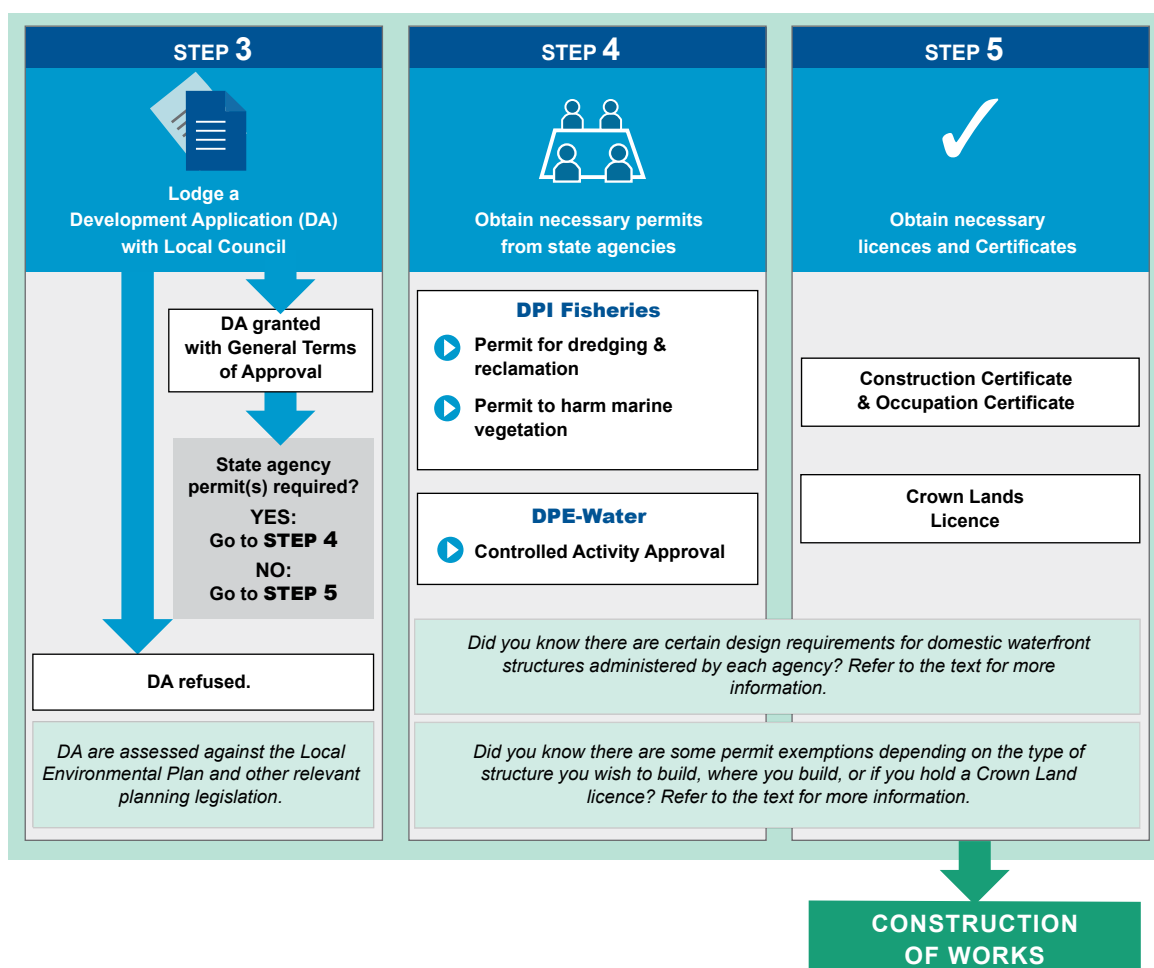 STEP 3
Lodge a
Development Application (DA)
with Local Council
DA granted
with General Terms
of Approval
State agency
permit(s) required?
YES:
Go to STEP 4
NO:
Go to STEP 5
DA refused.
DA are assessed against the Local
Environmental Plan and other relevant
planning legislation.
STEP 4
Obtain necessary permits
from state agencies
DPI Fisheries
Permit for dredging &
reclamation
Permit to harm marine
vegetation
DPE-Water
Controlled Activity Approval
STEP 5
Obtain necessary
licences and Certificates
Construction Certificate
& Occupation Certificate
Crown Lands
Licence
Did you know there are certain design requirements for domestic waterfront
structures administered by each agency? Refer to the text for more
information.
Did you know there are some permit exemptions depending on the type of
structure you wish to build, where you build, or if you hold a Crown Land
licence? Refer to the text for more information.
CONSTRUCTION
OF WORKS